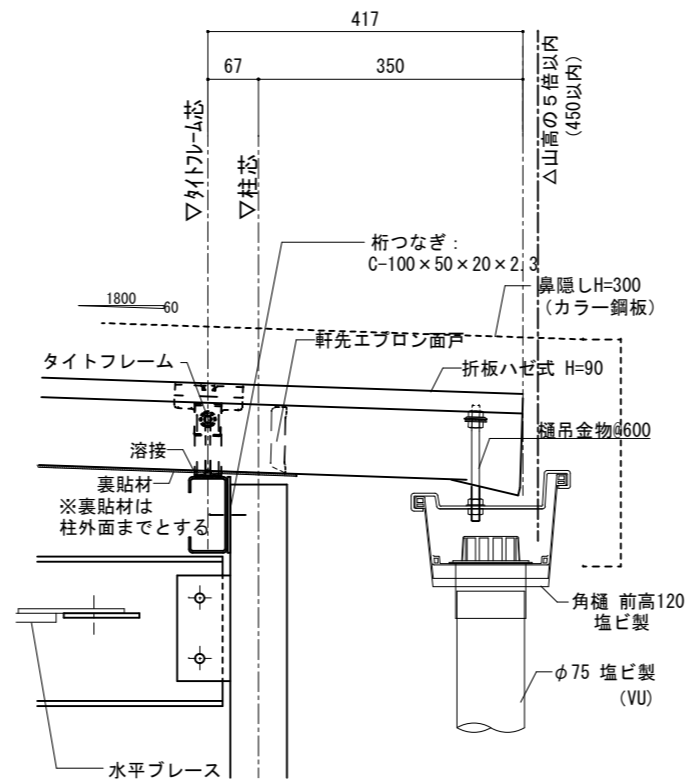 417
67
350
▽タイトフレーム芯
▽柱芯
△山高の5倍以内
(450以内)
桁つなぎ:
C-100×50×20×2.3
鼻隠しH=300
(カラー鋼板)
1800
60
軒先エプロン面戸
タイトフレーム
折板ハゼ式 H=90
樋吊金物@600
溶接
裏貼材
※裏貼材は
柱外面までとする
角樋 前高120
塩ビ製
φ75 塩ビ製
(VU)
水平ブレース